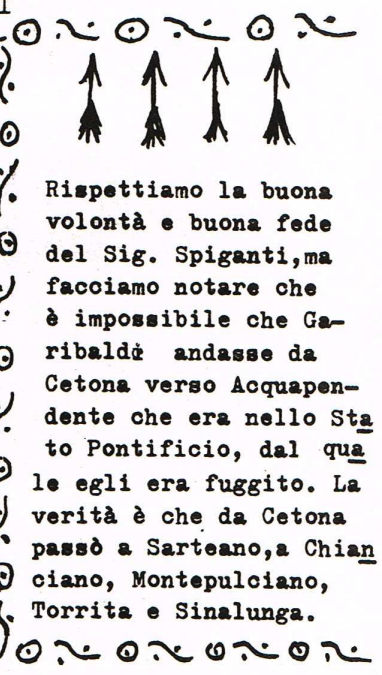 Rispettiamo la buona
volontà e buona fede
del Sig. Spiganti,ma
facciamo notare che
è impossibile che Ga-
ribaldi andasse da
Cetona verso Acquapen-
dente che era nello Sta
to Pontificio, dal qua
le egli era fuggito. La
verità è che da Cetona
passò a Sarteano,a Chian
ciano, Montepulciano,
Torrita e Sinalunga.